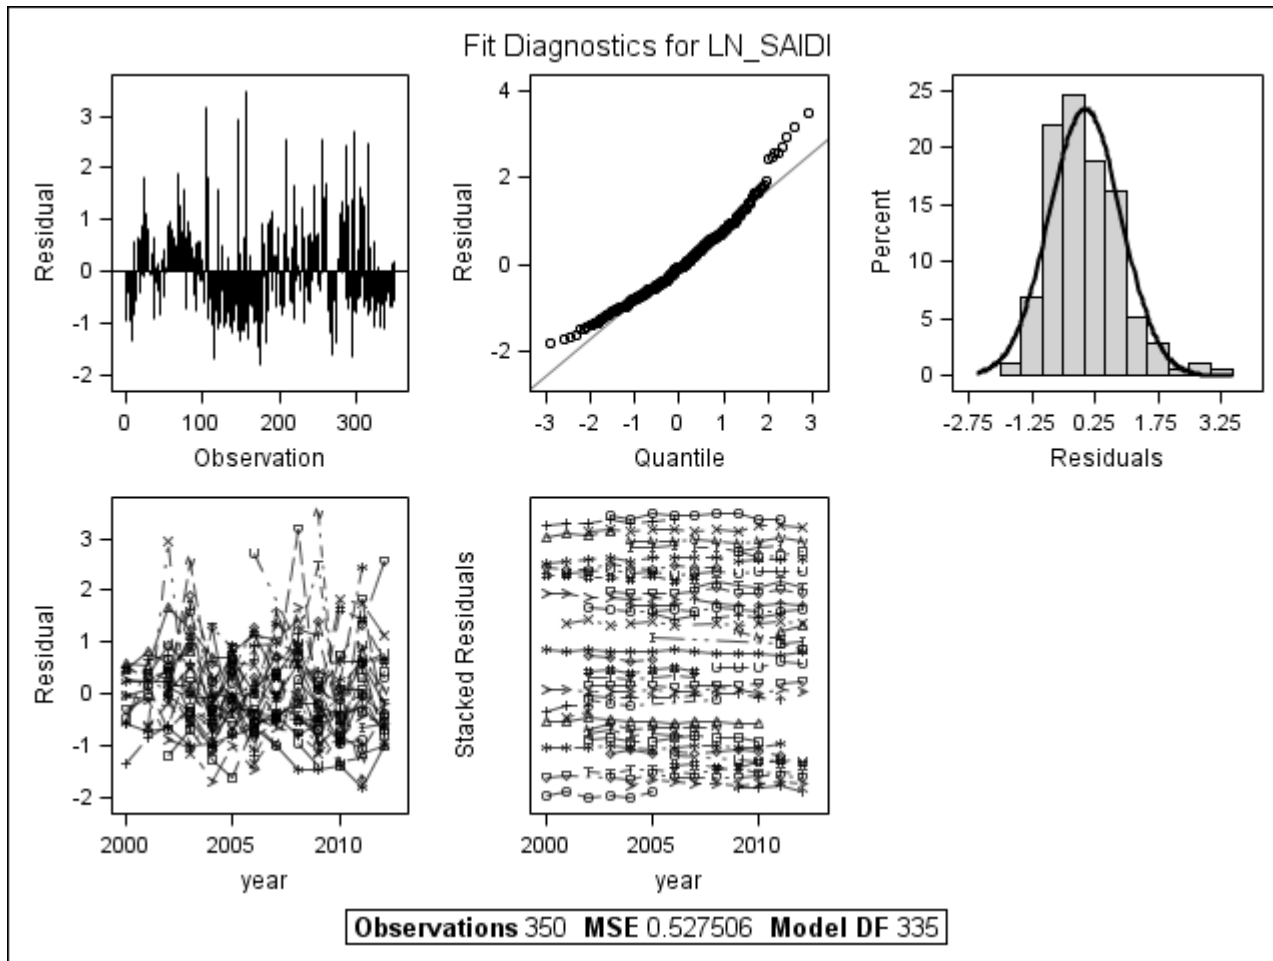 Fit Diagnostics for LN_SAIDI
3
2
1
0
-1
-2
Residual
0 100 200 300
Observation
4
2
0
-2
Residual
-3 -2 -1 0 1 2 3
Quantile
25
20
15
10
5
0
Percent
-2.75 -1.25 0.25 1.75 3.25
Residuals
3
2
1
0
-1
-2
Residual
2000 2005 2010
year
Stacked Residuals
2000 2005 2010
year
Observations 350 MSE 0.527506 Model DF 335